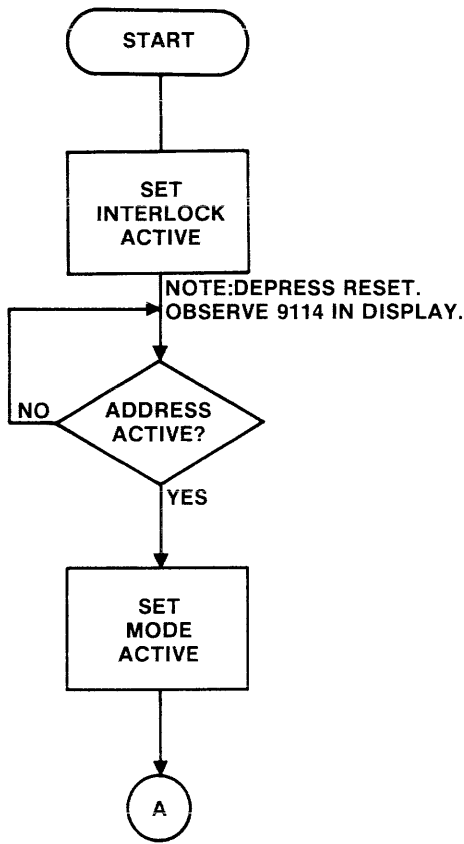 START
SET
INTERLOCK
ACTIVE
NOTE:DEPRESS RESET.
OBSERVE 9114 IN DISPLAY.
NO
ADDRESS
ACTIVE?
YES
SET
MODE
ACTIVE
A